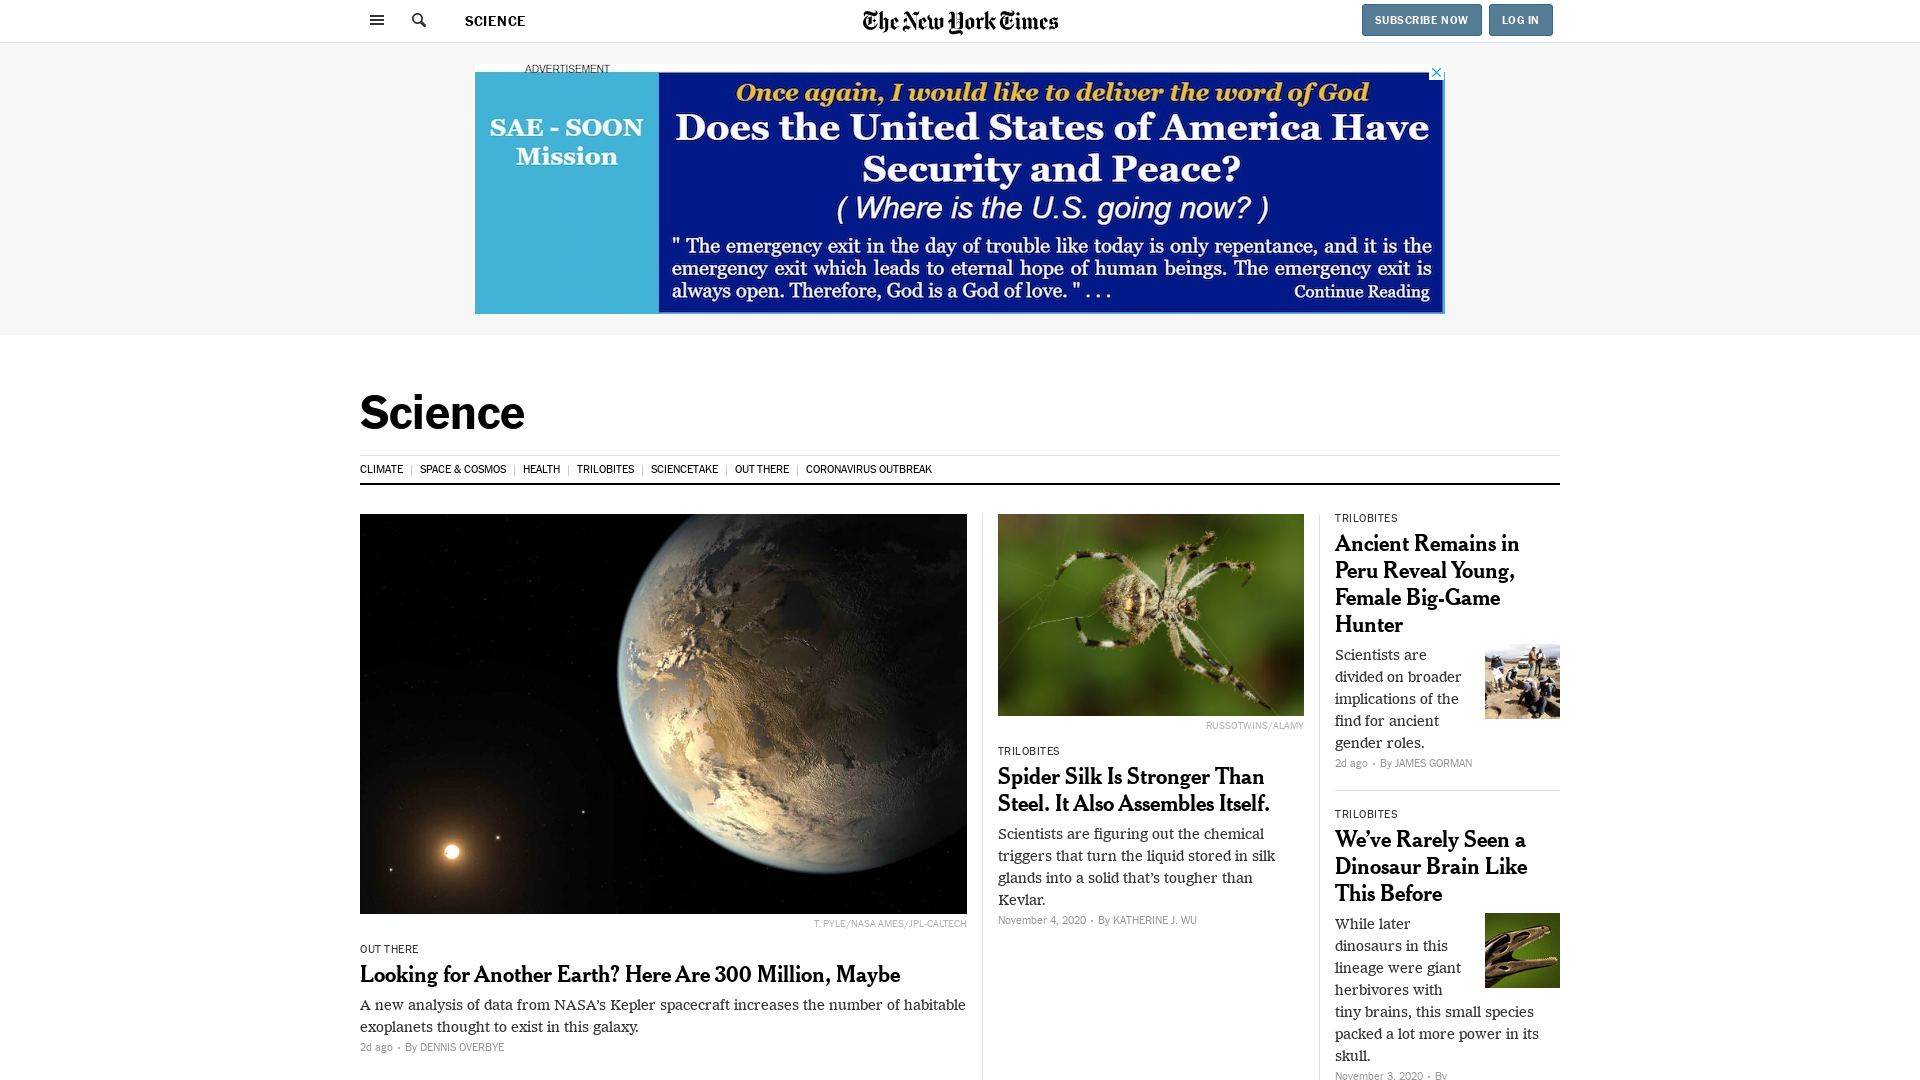 SCIENCE
The New York Times
SUBSCRIBE NOW
LOG IN
ADVERTISEMENT
SAE - SOON
Mission
Once again, I would like to deliver the word of God
Does the United States of America Have
Security and Peace?
( Where is the U.S. going now? )
" The emergency exit in the day of trouble like today is only repentance, and it is the
emergency exit which leads to eternal hope of human beings. The emergency exit is
always open. Therefore, God is a God of love. " . . .
Continue Reading
Science
CLIMATE
SPACE & COSMOS
HEALTH
TRILOBITES
SCIENCETAKE
OUT THERE
CORONAVIRUS OUTBREAK
T. PYLE/NASA AMES/JPL-CALTECH
OUT THERE
Looking for Another Earth? Here Are 300 Million, Maybe
A new analysis of data from NASA’s Kepler spacecraft increases the number of habitable
exoplanets thought to exist in this galaxy.
2d ago • By DENNIS OVERBYE
RUSSOTWINS/ALAMY
TRILOBITES
Spider Silk Is Stronger Than
Steel. It Also Assembles Itself.
Scientists are figuring out the chemical
triggers that turn the liquid stored in silk
glands into a solid that’s tougher than
Kevlar.
November 4, 2020 • By KATHERINE J. WU
TRILOBITES
Ancient Remains in
Peru Reveal Young,
Female Big-Game
Hunter
Scientists are
divided on broader
implications of the
find for ancient
gender roles.
2d ago • By JAMES GORMAN
TRILOBITES
We’ve Rarely Seen a
Dinosaur Brain Like
This Before
While later
dinosaurs in this
lineage were giant
herbivores with
tiny brains, this small species
packed a lot more power in its
skull.
November 3, 2020 • By